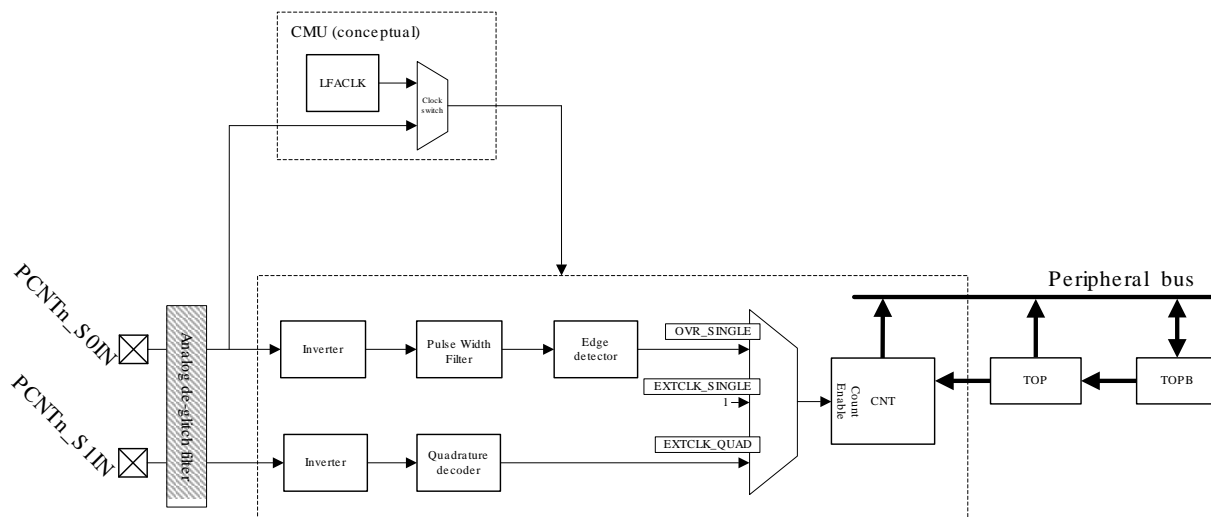 CMU (conceptual)
LFACLK
Clock
switch
PCNTn_S0IN
PCNTn_S1IN
Analog de-glitch filter
Inverter
Pulse Width
Filter
Edge
detector
OVR_SINGLE
EXTCLK_SINGLE
1
EXTCLK_QUAD
Inverter
Quadrature
decoder
Count
Enable
CNT
Peripheral bus
TOP
TOPB